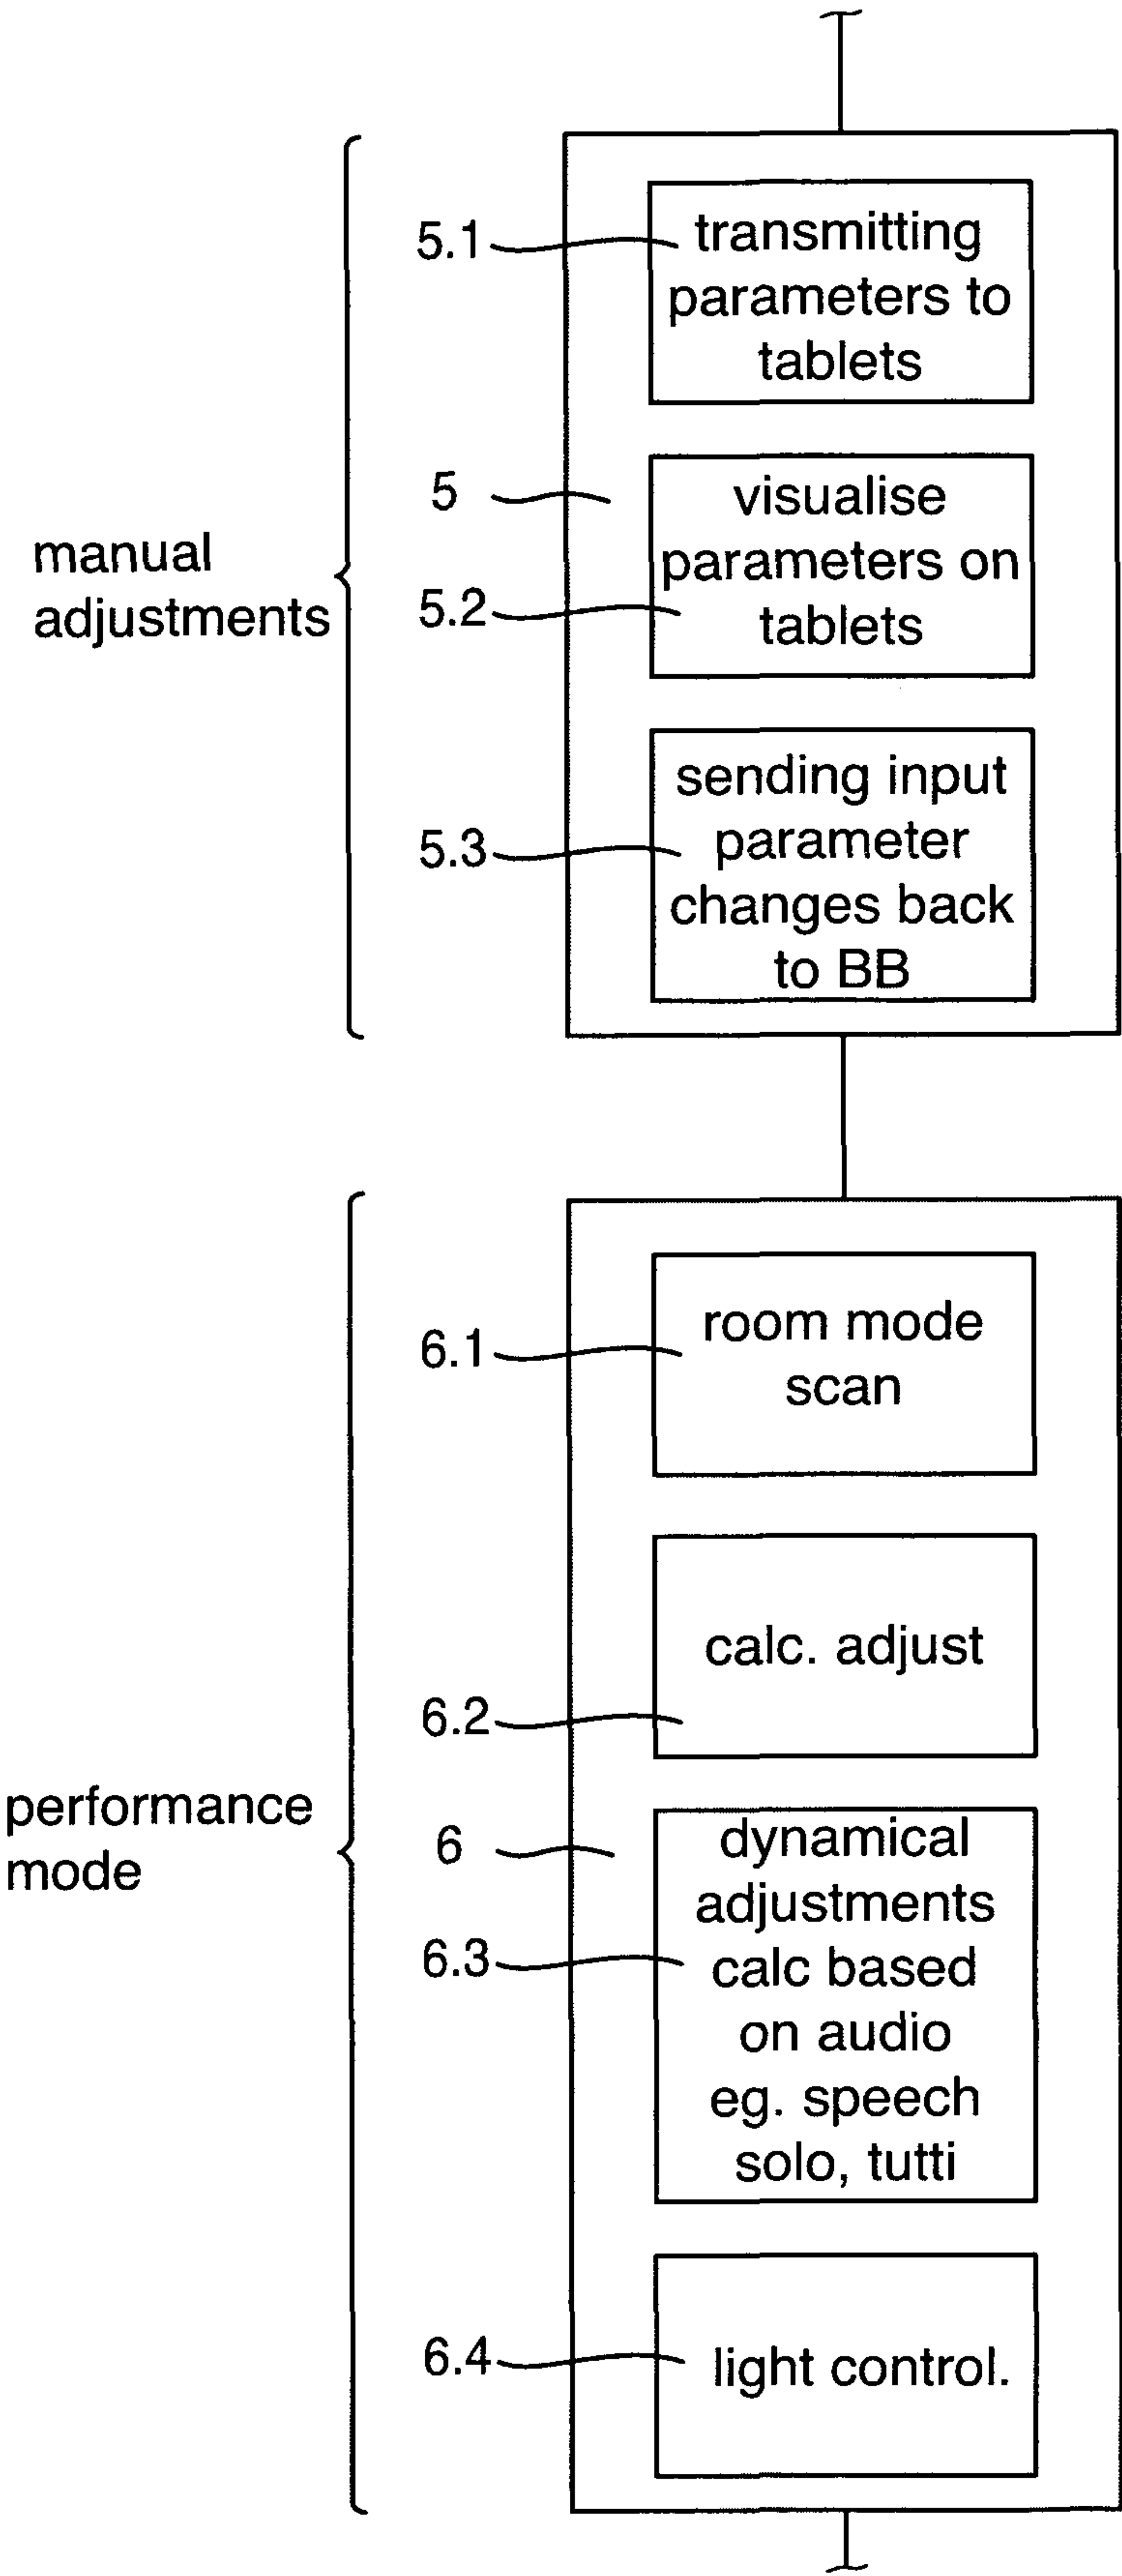 5.1
transmitting
parameters to
tablets
manual
adjustments
5
visualise
parameters on
5.2
tablets
sending input
5.3
parameter
changes back
to BB
6.1
room mode
scan
calc. adjust
6.2
performance
mode
6
dynamical
adjustments
6.3
calc based
on audio
eg. speech
solo, tutti
6.4
light control.